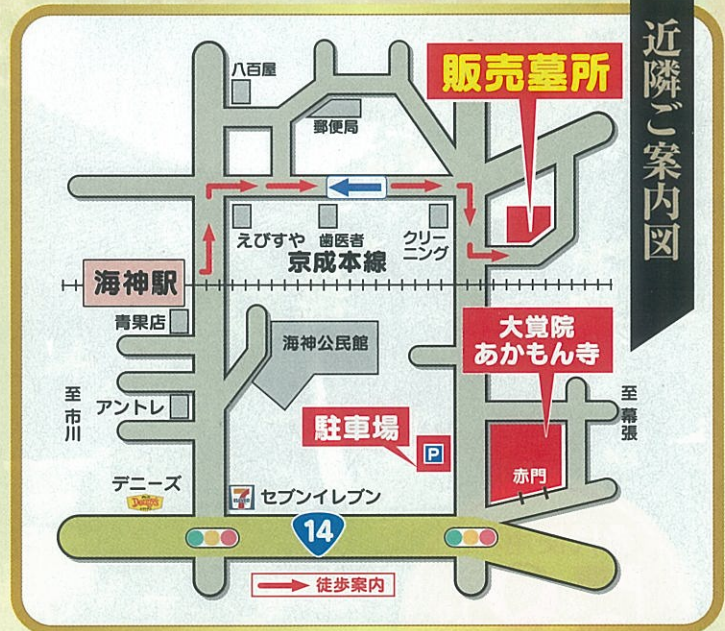 近隣ご案内図
八百屋
郵便局
販売墓所
えびすや
歯医者
クリー
ニング
京成本線
海神駅
青果店
海神公民館
大覚院
あかもん寺
至市川
アントレ
駐車場
P
至幕張
赤門
デニーズ
Denny's
7
ELEVEN
セブンイレブン
14
徒歩案内